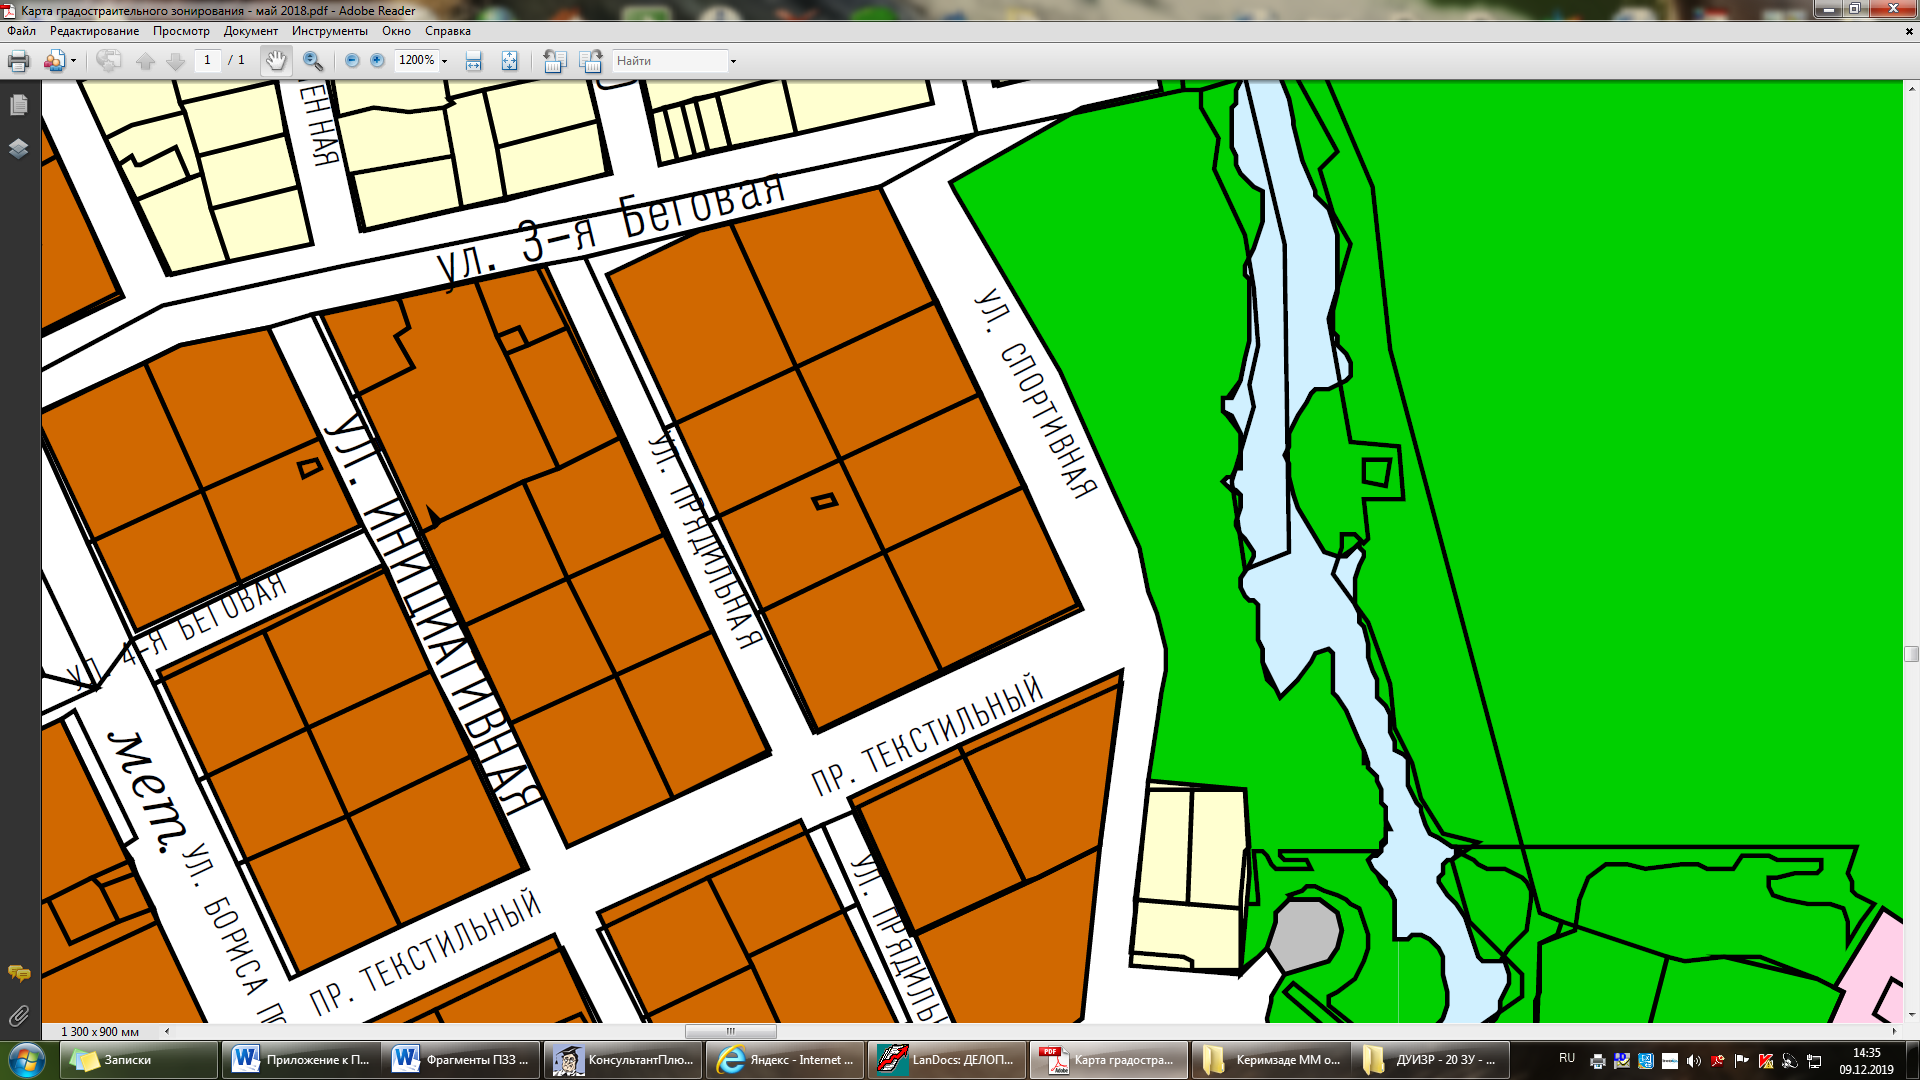 Карта градостраительного зонирования - май 2018.pdf - Adobe Reader
Файл Редактирование Просмотр Документ Инструменты Окно Справка
1 / 1 1200% Найти
ЕННАЯ
ул. 3-я Беговая
УЛ. СПОРТИВНАЯ
УЛ. ИНИЦИАТИВНАЯ
УЛ. ПРЯДИЛЬНАЯ
УЛ. 4-Я БЕГОВАЯ
ПР. ТЕКСТИЛЬНЫЙ
мет.
УЛ. БОРИСА ПО
ПР. ТЕКСТИЛЬНЫЙ
УЛ. ПРЯДИЛЬ
1 300 x 900 мм
Записки
Приложение к П...
Фрагменты ПЗЗ ...
КонсультантПлю...
Яндекс - Internet ...
LanDocs: ДЕЛОП...
Карта градостра...
Керимзаде ММ о...
ДУИЗР - 20 ЗУ - ...
RU
14:35
09.12.2019